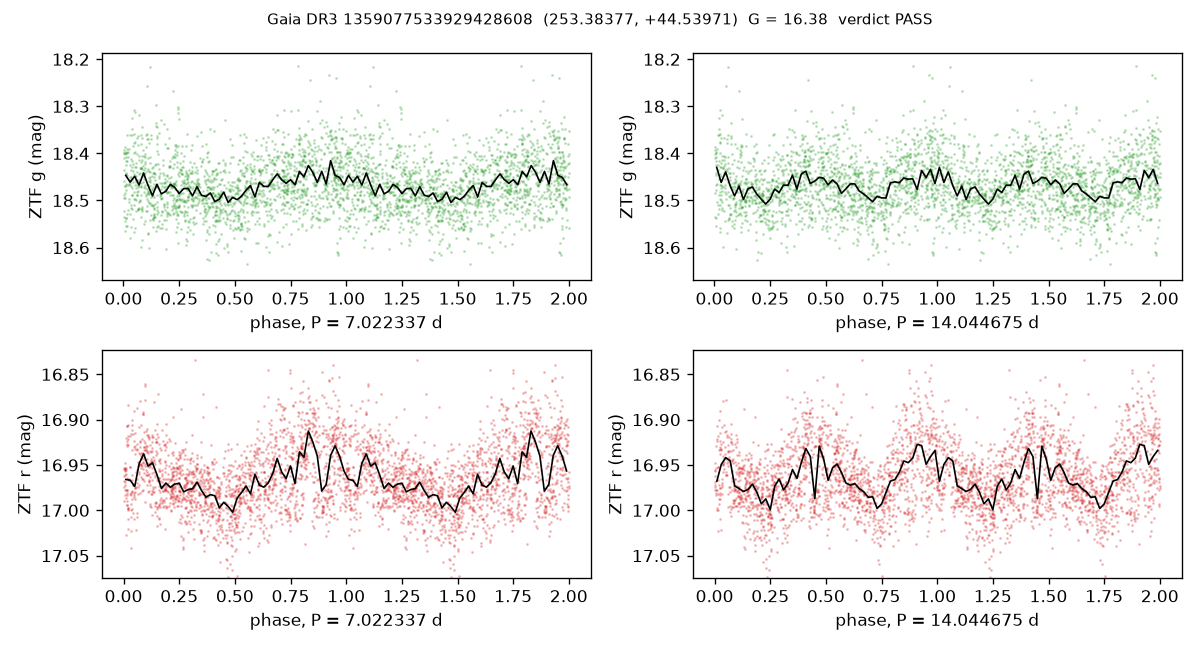 Gaia DR3 1359077533929428608  (253.38377, +44.53971)  G = 16.38  verdict PASS
ZTF g (mag)
18.2
18.3
18.4
18.5
18.6
0.00 0.25 0.50 0.75 1.00 1.25 1.50 1.75 2.00
phase, P = 7.022337 d
ZTF g (mag)
18.2
18.3
18.4
18.5
18.6
0.00 0.25 0.50 0.75 1.00 1.25 1.50 1.75 2.00
phase, P = 14.044675 d
ZTF r (mag)
16.85
16.90
16.95
17.00
17.05
0.00 0.25 0.50 0.75 1.00 1.25 1.50 1.75 2.00
phase, P = 7.022337 d
ZTF r (mag)
16.85
16.90
16.95
17.00
17.05
0.00 0.25 0.50 0.75 1.00 1.25 1.50 1.75 2.00
phase, P = 14.044675 d